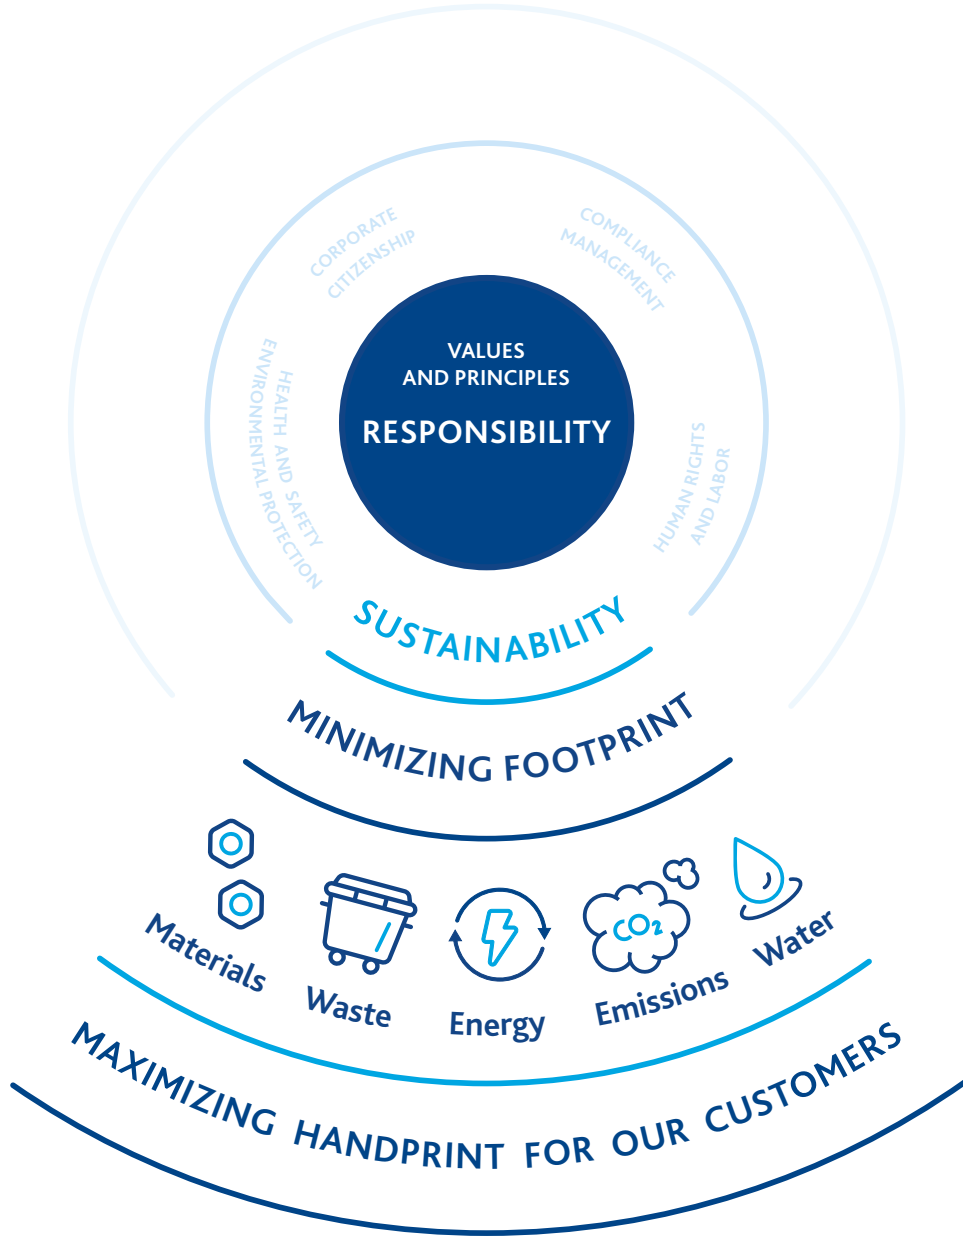 CORPORATE
CITIZENSHIP
COMPLIANCE
MANAGEMENT
VALUES
AND PRINCIPLES
RESPONSIBILITY
HEALTH AND SAFETY
ENVIRONMENTAL PROTECTION
HUMAN RIGHTS
AND LABOR
SUSTAINABILITY
MINIMIZING FOOTPRINT
CO2
Materials
Waste
Energy
Emissions
Water
MAXIMIZING HANDPRINT FOR OUR CUSTOMERS